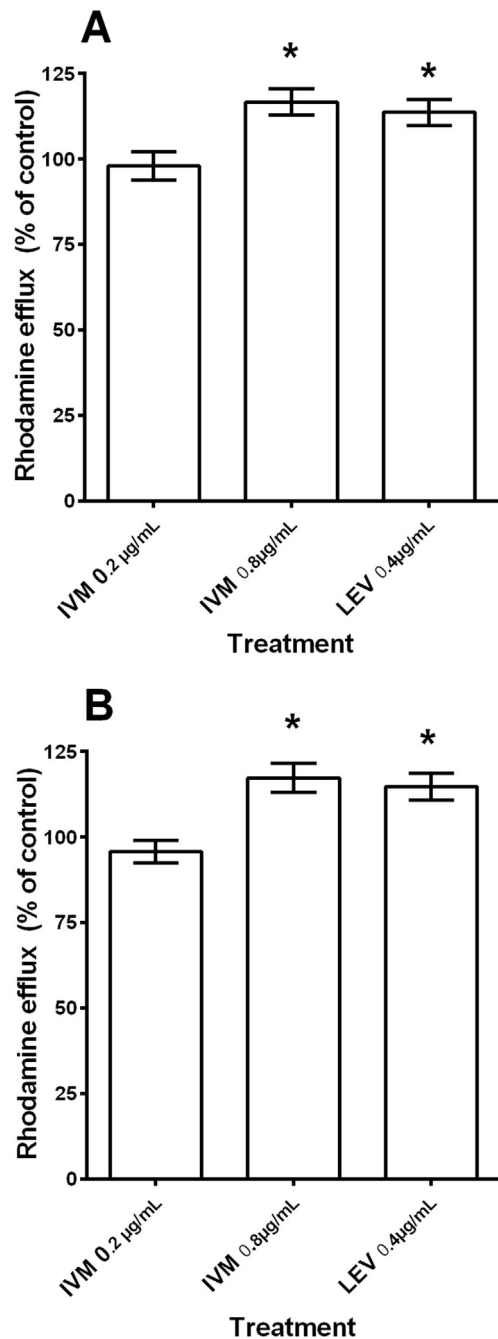 A
*
*
125
100
75
50
25
0
Rhodamine efflux (% of control)
IVM 0.2 µg/mL
IVM 0.8µg/mL
LEV 0.4µg/mL
Treatment
B
*
*
125
100
75
50
25
0
Rhodamine efflux (% of control)
IVM 0.2 µg/mL
IVM 0.8µg/mL
LEV 0.4µg/mL
Treatment